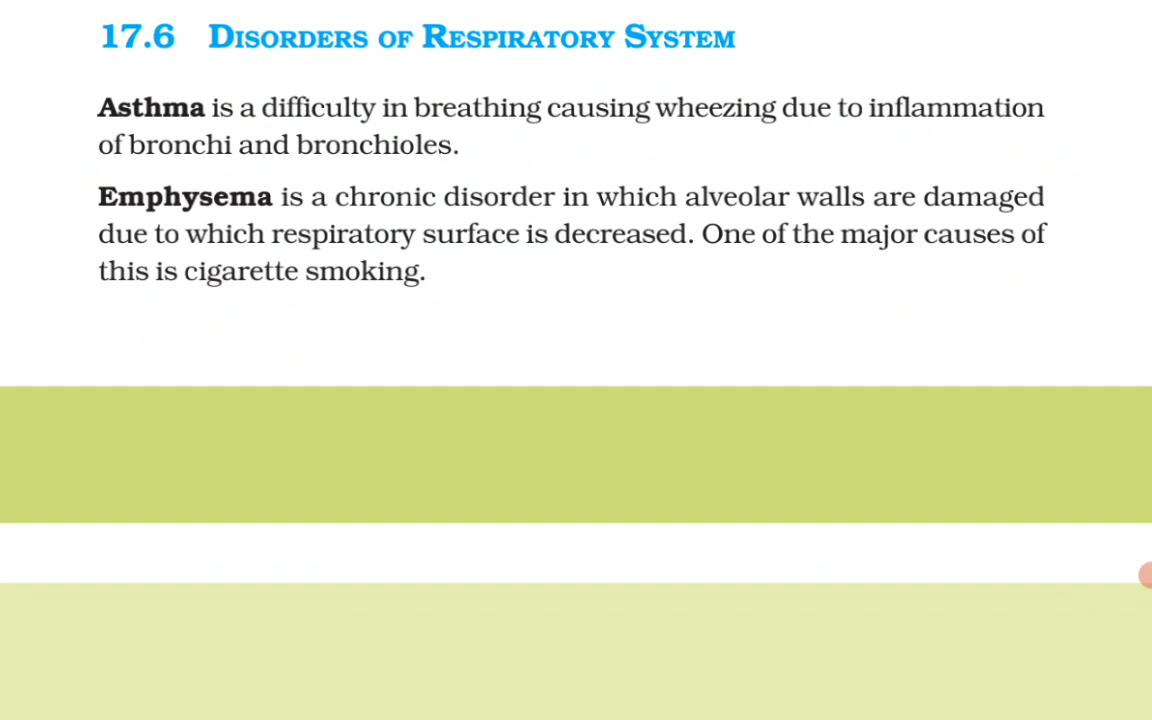 17.6 Disorders of Respiratory System
Asthma is a difficulty in breathing causing wheezing due to inflammation
of bronchi and bronchioles.
Emphysema is a chronic disorder in which alveolar walls are damaged
due to which respiratory surface is decreased. One of the major causes of
this is cigarette smoking.